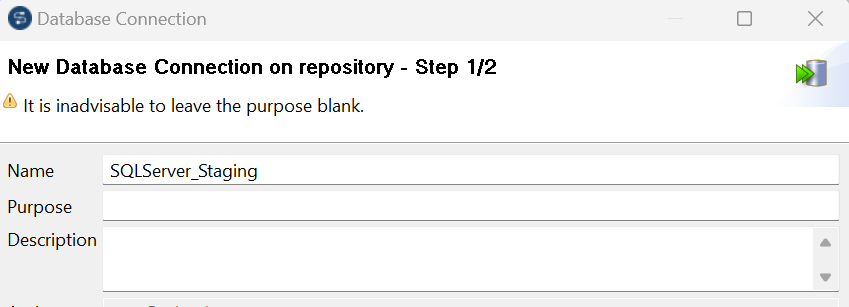 Database Connection
New Database Connection on repository - Step 1/2
It is inadvisable to leave the purpose blank.
Name SQLServer_Staging
Purpose
Description